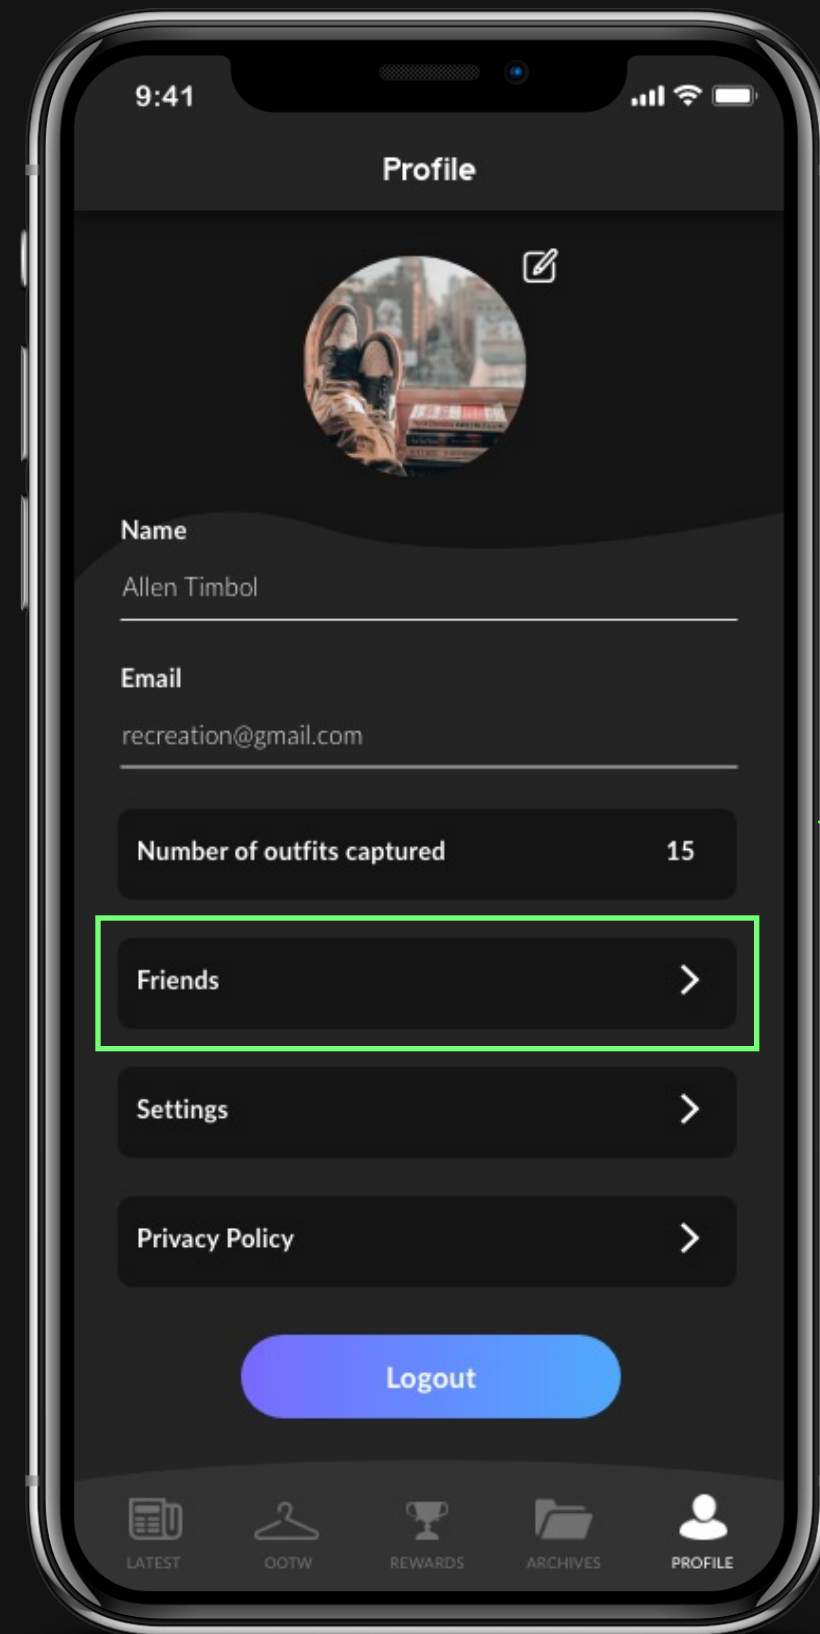 9:41
Profile
Name
Allen Timbol
Email
recreation@gmail.com
Number of outfits captured 15
Friends
Settings
Privacy Policy
Logout
LATEST OOTW REWARDS ARCHIVES PROFILE